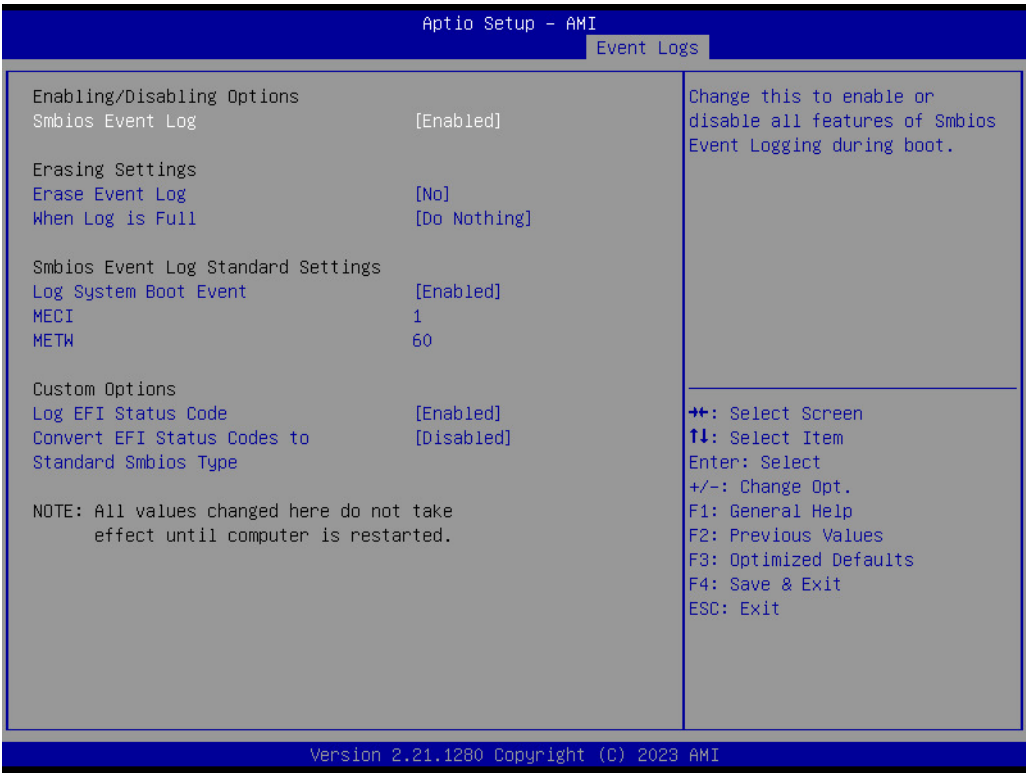 Aptio Setup – AMI
Event Logs
Enabling/Disabling Options
Smbios Event Log [Enabled]
Erasing Settings
Erase Event Log [No]
When Log is Full [Do Nothing]
Smbios Event Log Standard Settings
Log System Boot Event [Enabled]
MECI 1
METW 60
Custom Options
Log EFI Status Code [Enabled]
Convert EFI Status Codes to [Disabled]
Standard Smbios Type
NOTE: All values changed here do not take
effect until computer is restarted.
Change this to enable or
disable all features of Smbios
Event Logging during boot.
→←: Select Screen
↑↓: Select Item
Enter: Select
+/-: Change Opt.
F1: General Help
F2: Previous Values
F3: Optimized Defaults
F4: Save & Exit
ESC: Exit
Version 2.21.1280 Copyright (C) 2023 AMI